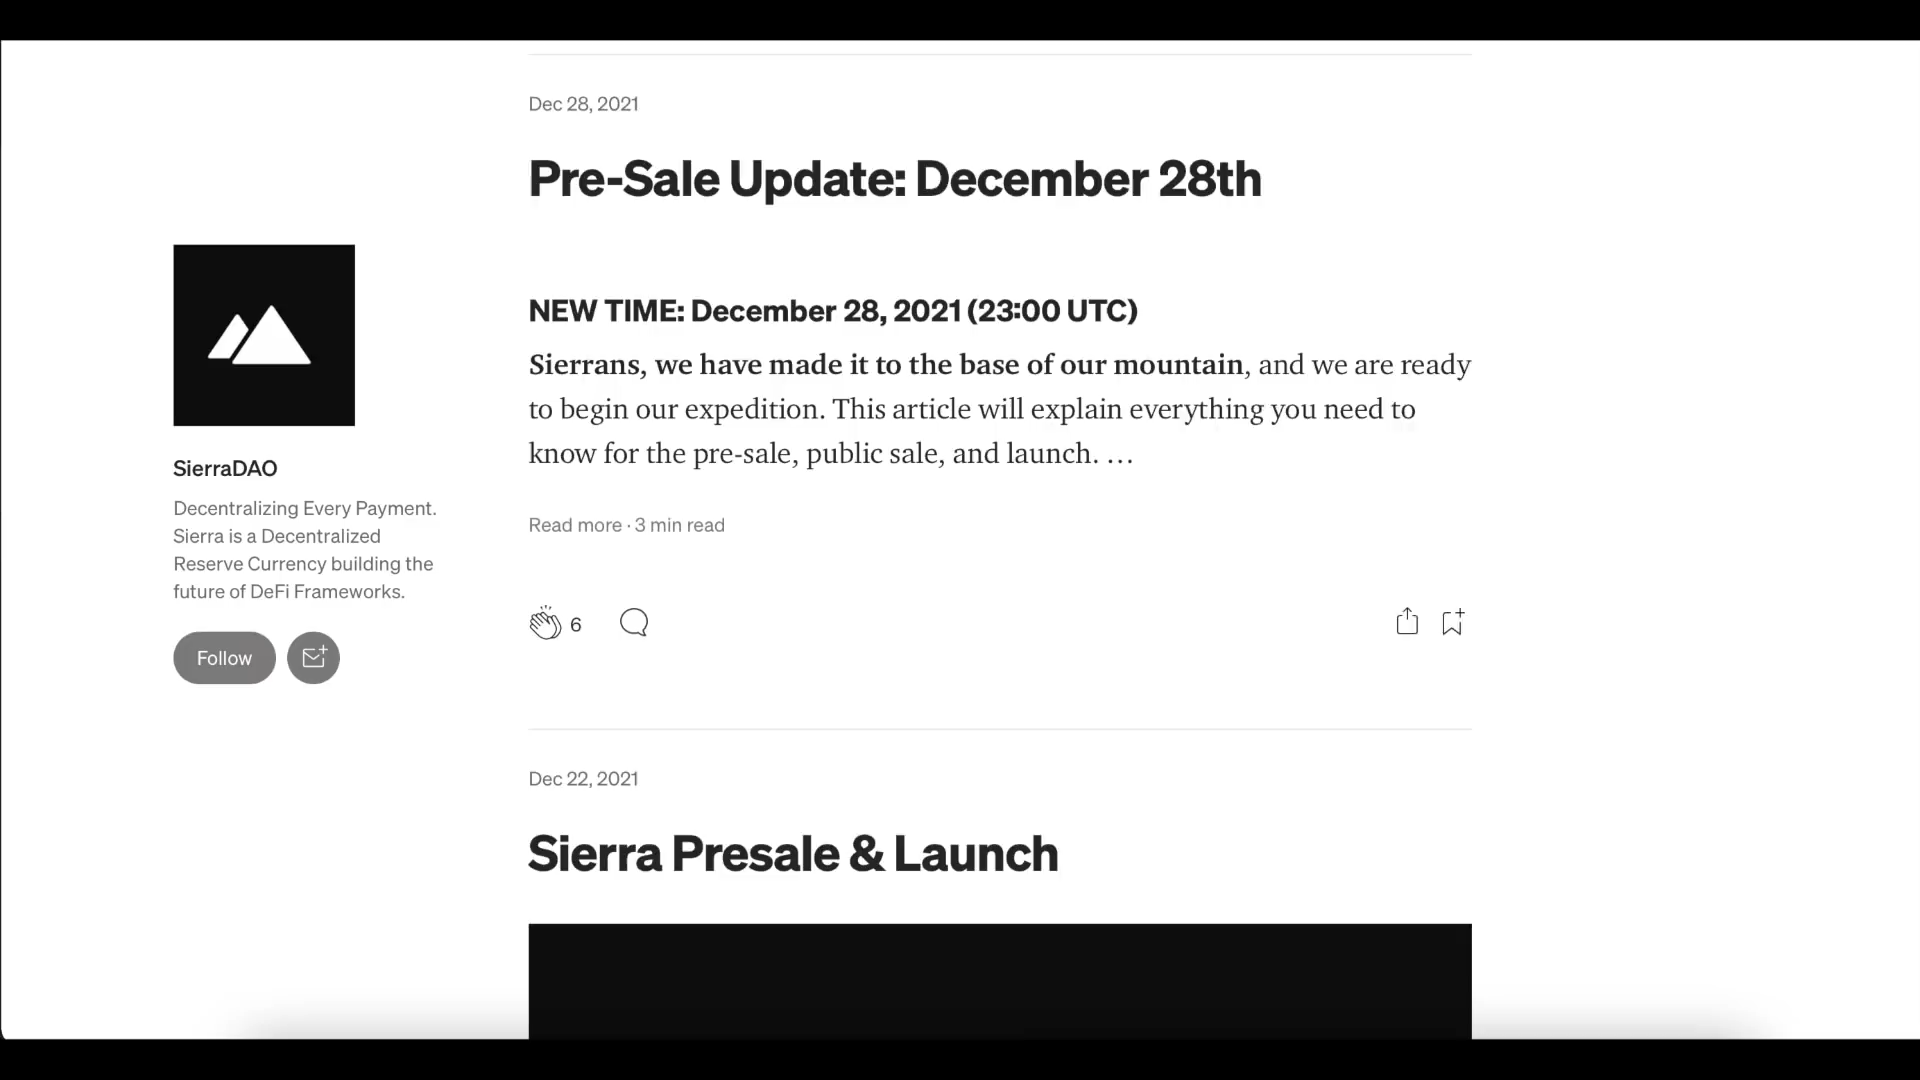 Dec 28, 2021
Pre-Sale Update: December 28th
NEW TIME: December 28, 2021 (23:00 UTC)
Sierrans, we have made it to the base of our mountain, and we are ready
to begin our expedition. This article will explain everything you need to
know for the pre-sale, public sale, and launch. …
Read more · 3 min read
6
SierraDAO
Decentralizing Every Payment.
Sierra is a Decentralized
Reserve Currency building the
future of DeFi Frameworks.
Follow
Dec 22, 2021
Sierra Presale & Launch